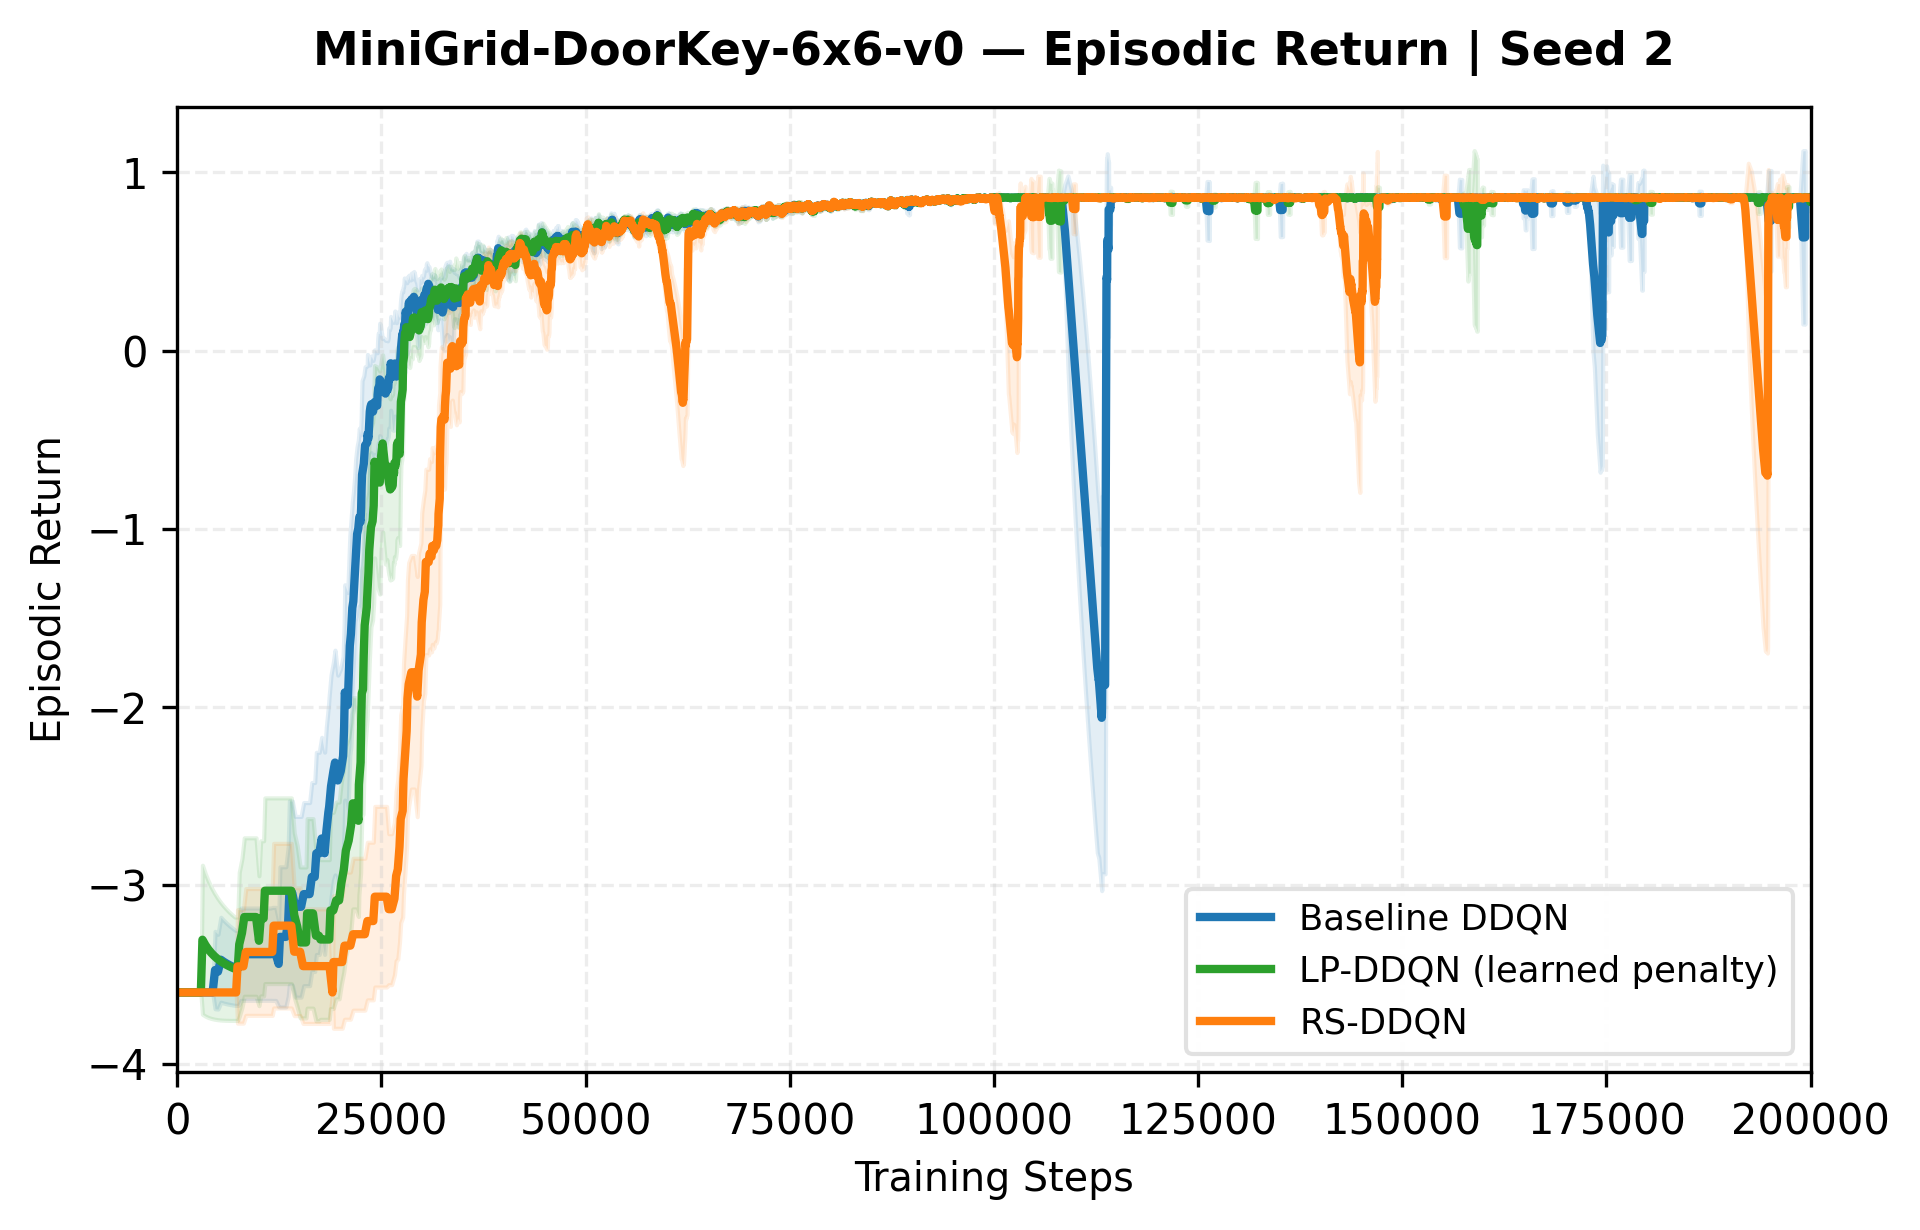 MiniGrid-DoorKey-6x6-v0 — Episodic Return | Seed 2
Episodic Return
1
0
−1
−2
−3
−4
0
25000
50000
75000
100000
125000
150000
175000
200000
Training Steps
Baseline DDQN
LP-DDQN (learned penalty)
RS-DDQN